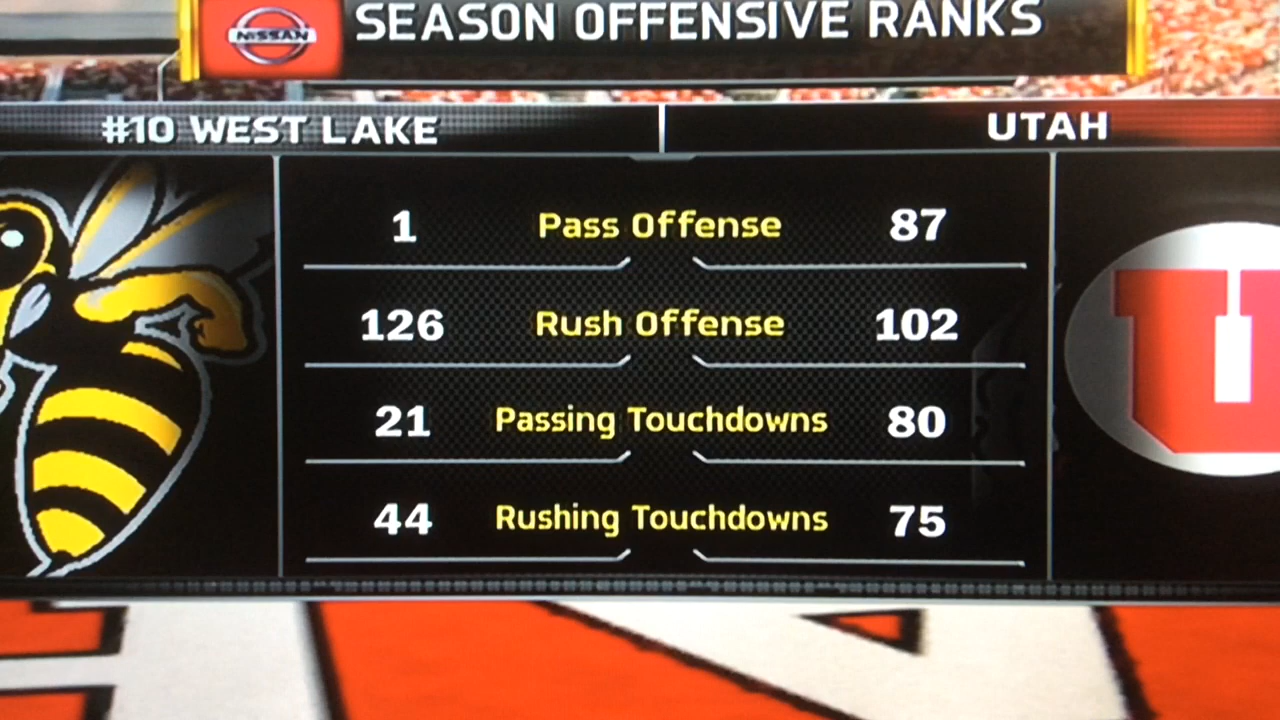 NISSAN
SEASON OFFENSIVE RANKS
#10 WEST LAKE UTAH
1 Pass Offense 87
126 Rush Offense 102
21 Passing Touchdowns 80
44 Rushing Touchdowns 75
U